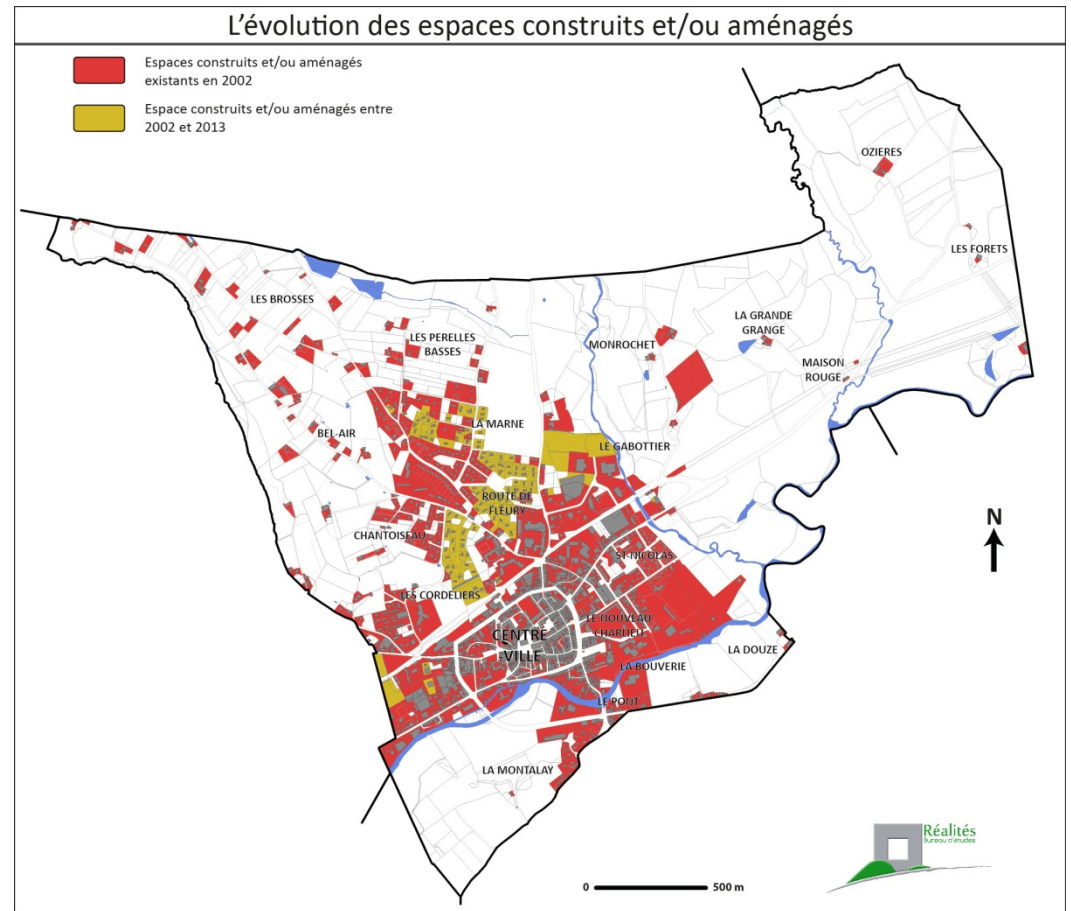 L'évolution des espaces construits et/ou aménagés
Espaces construits et/ou aménagés
existants en 2002
Espace construits et/ou aménagés entre
2002 et 2013
OZIERES
LES FORETS
LES BROSSES
LA GRANDE
GRANGE
LES PERELLES
BASSES
MONROCHET
MAISON
ROUGE
LA MARNE
BEL-AIR
LE GABOTTIER
ROUTE DE
FLEURY
CHANTOISEAU
N
ST-NICOLAS
LES CORDELIERS
LE NOUVEAU
CHARLIEU
CENTRE
-VILLE
LA DOUZE
LA BOUVERIE
LE PONT
LA MONTALAY
Réalités
Bureau d'études
0
500 m